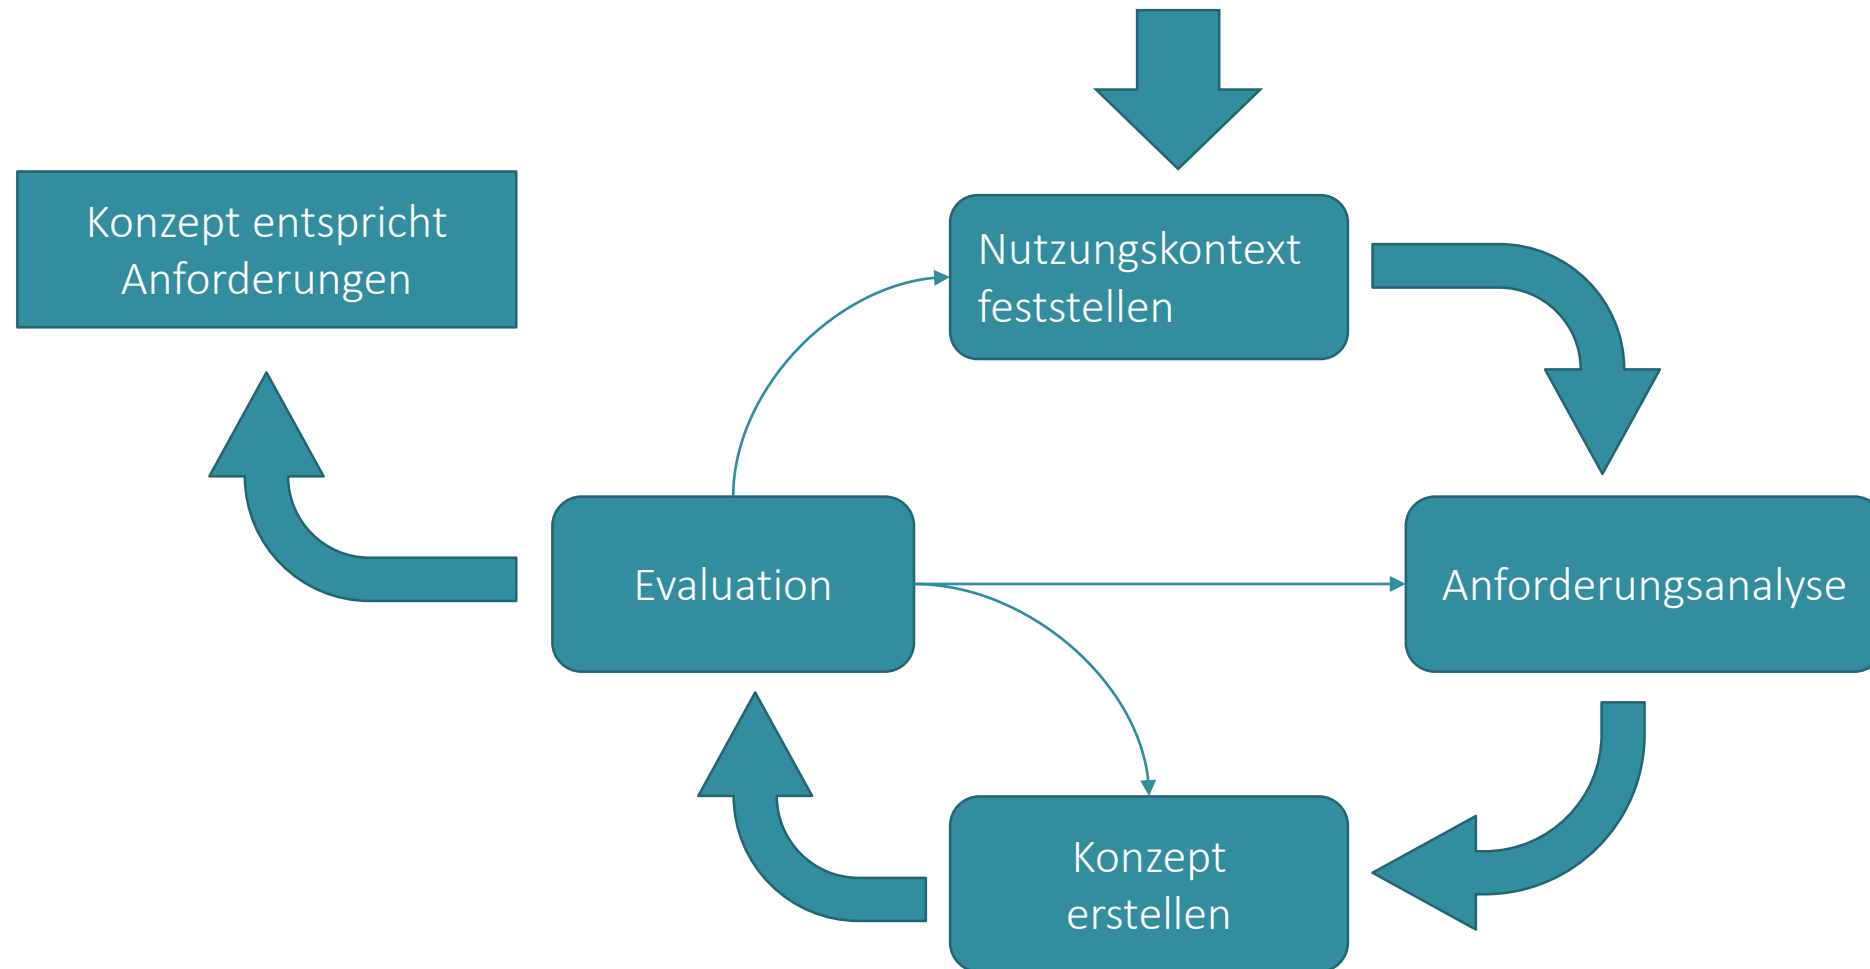 Konzept entspricht
Anforderungen
Nutzungskontext
feststellen
Evaluation
Anforderungsanalyse
Konzept
erstellen